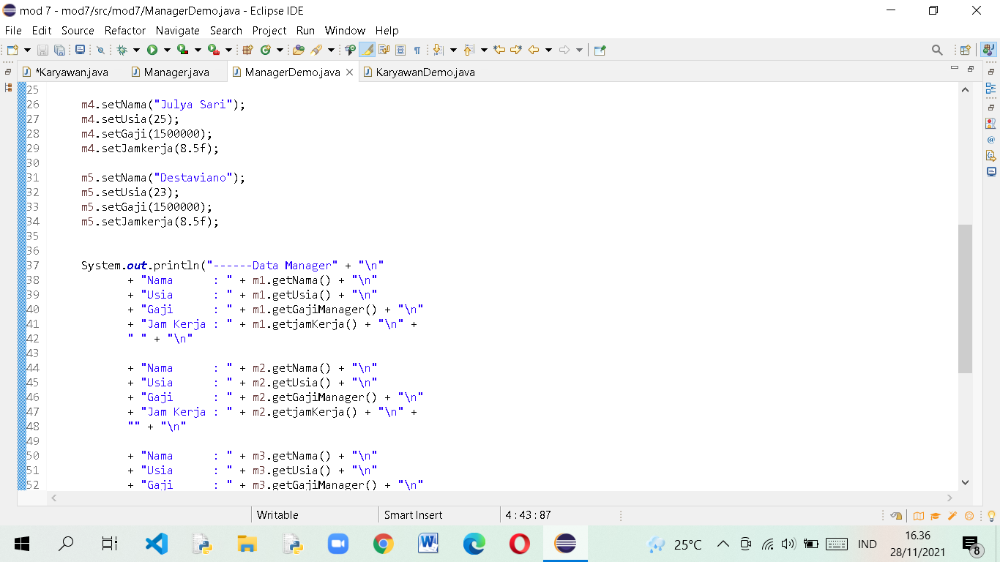 mod 7 - mod7/src/mod7/ManagerDemo.java - Eclipse IDE
File Edit Source Refactor Navigate Search Project Run Window Help
*Karyawan.java Manager.java ManagerDemo.java KaryawanDemo.java
25
26 m4.setNama("Julya Sari");
27 m4.setUsia(25);
28 m4.setGaji(1500000);
29 m4.setJamkerja(8.5f);
30
31 m5.setNama("Destaviano");
32 m5.setUsia(23);
33 m5.setGaji(1500000);
34 m5.setJamkerja(8.5f);
35
36
37 System.out.println("------Data Manager" + "\n"
38 + "Nama      : " + m1.getNama() + "\n"
39 + "Usia      : " + m1.getUsia() + "\n"
40 + "Gaji      : " + m1.getGajiManager() + "\n"
41 + "Jam Kerja : " + m1.getjamKerja() + "\n" +
42 " " + "\n"
43
44 + "Nama      : " + m2.getNama() + "\n"
45 + "Usia      : " + m2.getUsia() + "\n"
46 + "Gaji      : " + m2.getGajiManager() + "\n"
47 + "Jam Kerja : " + m2.getjamKerja() + "\n" +
48 "" + "\n"
49
50 + "Nama      : " + m3.getNama() + "\n"
51 + "Usia      : " + m3.getUsia() + "\n"
52 + "Gaji      : " + m3.getGajiManager() + "\n"
Writable Smart Insert 4 : 43 : 87
25°C IND 16.36
28/11/2021 8